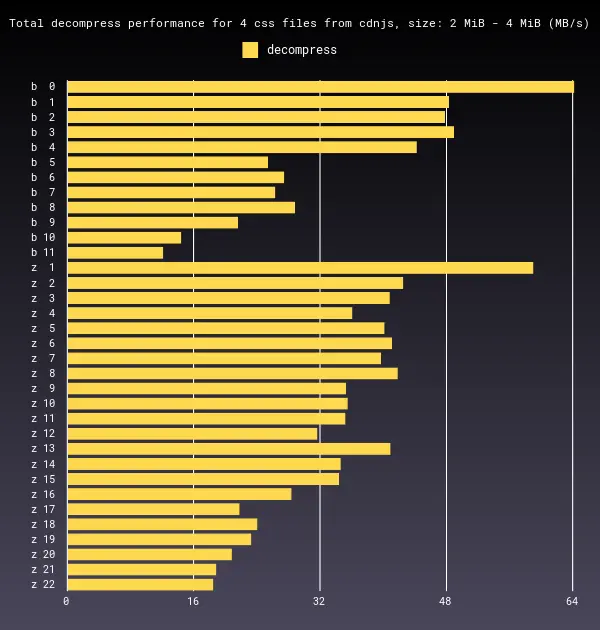 Total decompress performance for 4 css files from cdnjs, size: 2 MiB - 4 MiB (MB/s)
decompress
b 0
b 1
b 2
b 3
b 4
b 5
b 6
b 7
b 8
b 9
b 10
b 11
z 1
z 2
z 3
z 4
z 5
z 6
z 7
z 8
z 9
z 10
z 11
z 12
z 13
z 14
z 15
z 16
z 17
z 18
z 19
z 20
z 21
z 22
0 16 32 48 64